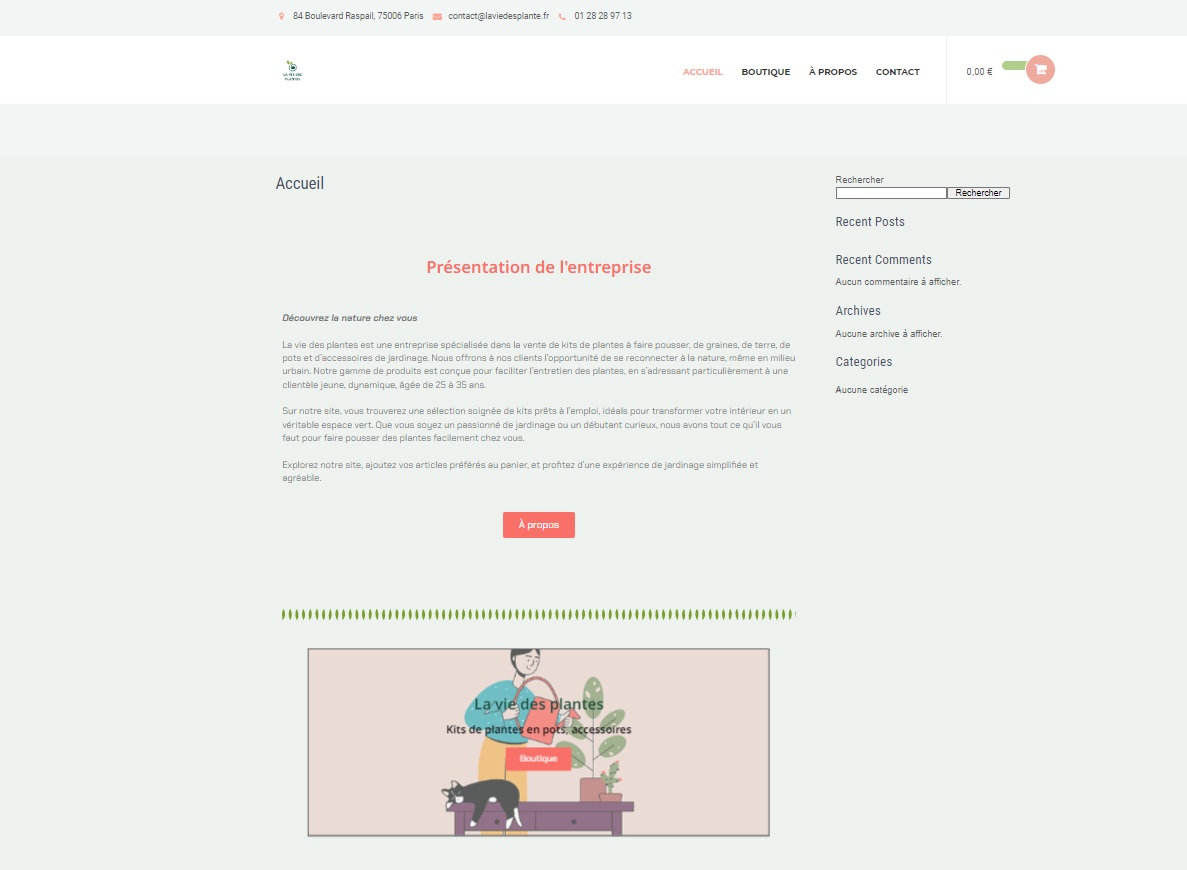 84 Boulevard Raspail, 75006 Paris contact@laviedesplante.fr 01 28 28 97 13
LA VIE DES
PLANTES
ACCUEIL BOUTIQUE À PROPOS CONTACT 0,00 €
Accueil
Rechercher
Rechercher
Recent Posts
Recent Comments
Aucun commentaire à afficher.
Archives
Aucune archive à afficher.
Categories
Aucune catégorie
Présentation de l'entreprise
Découvrez la nature chez vous
La vie des plantes est une entreprise spécialisée dans la vente de kits de plantes à faire pousser, de graines, de terre, de
pots et d'accessoires de jardinage. Nous offrons à nos clients l'opportunité de se reconnecter à la nature, même en milieu
urbain. Notre gamme de produits est conçue pour faciliter l'entretien des plantes, en s'adressant particulièrement à une
clientèle jeune, dynamique, âgée de 25 à 35 ans.
Sur notre site, vous trouverez une sélection soignée de kits prêts à l'emploi, idéals pour transformer votre intérieur en un
véritable espace vert. Que vous soyez un passionné de jardinage ou un débutant curieux, nous avons tout ce qu'il vous
faut pour faire pousser des plantes facilement chez vous.
Explorez notre site, ajoutez vos articles préférés au panier, et profitez d'une expérience de jardinage simplifiée et
agréable.
À propos
La vie des plantes
Kits de plantes en pots, accessoires
Boutique